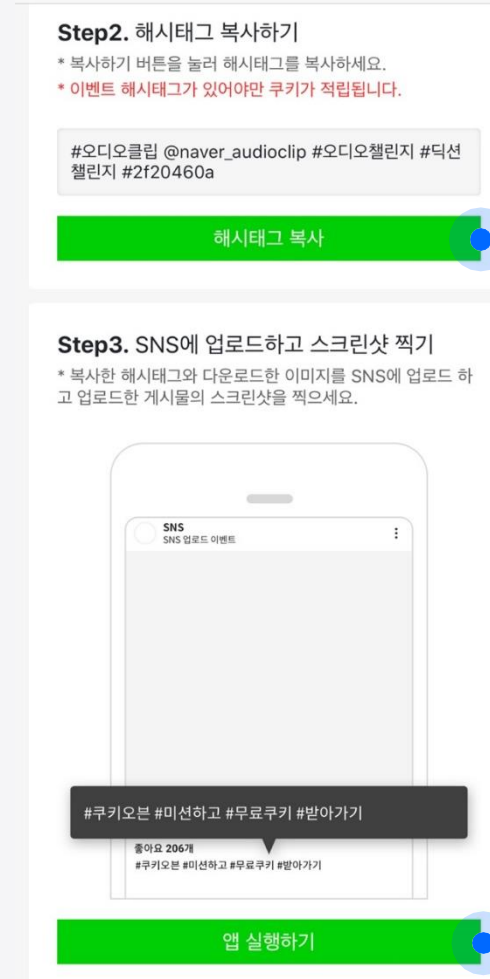 Step2. 해시태그 복사하기
* 복사하기 버튼을 눌러 해시태그를 복사하세요.
* 이벤트 해시태그가 있어야만 쿠키가 적립됩니다.
#오디오클립 @naver_audioclip #오디오챌린지 #딕션
챌린지 #2f20460a
해시태그 복사
Step3. SNS에 업로드하고 스크린샷 찍기
* 복사한 해시태그와 다운로드한 이미지를 SNS에 업로드 하
고 업로드한 게시물의 스크린샷을 찍으세요.
SNS
SNS 업로드 이벤트
#쿠키오븐 #미션하고 #무료쿠키 #받아가기
좋아요 206개
#쿠키오븐 #미션하고 #무료쿠키 #받아가기
앱 실행하기